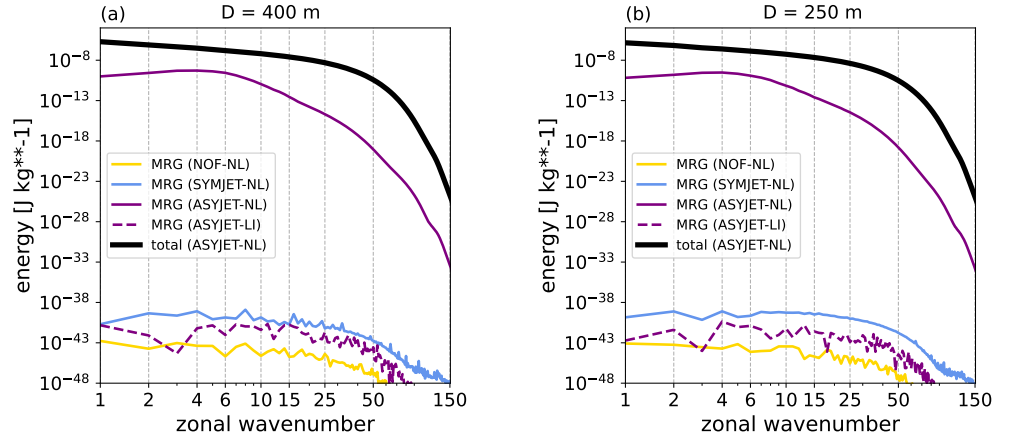 (a) D = 400 m
energy [J kg**-1]
10⁻⁸
10⁻¹³
10⁻¹⁸
10⁻²³
10⁻²⁸
10⁻³³
10⁻³⁸
10⁻⁴³
10⁻⁴⁸
MRG (NOF-NL)
MRG (SYMJET-NL)
MRG (ASYJET-NL)
MRG (ASYJET-LI)
total (ASYJET-NL)
1 2 4 6 10 15 25 50 150
zonal wavenumber
(b) D = 250 m
energy [J kg**-1]
10⁻⁸
10⁻¹³
10⁻¹⁸
10⁻²³
10⁻²⁸
10⁻³³
10⁻³⁸
10⁻⁴³
10⁻⁴⁸
MRG (NOF-NL)
MRG (SYMJET-NL)
MRG (ASYJET-NL)
MRG (ASYJET-LI)
total (ASYJET-NL)
1 2 4 6 10 15 25 50 150
zonal wavenumber